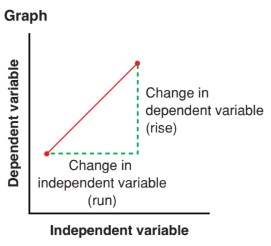 Graph
Dependent variable
Change in
dependent variable
(rise)
Change in
independent variable
(run)
Independent variable